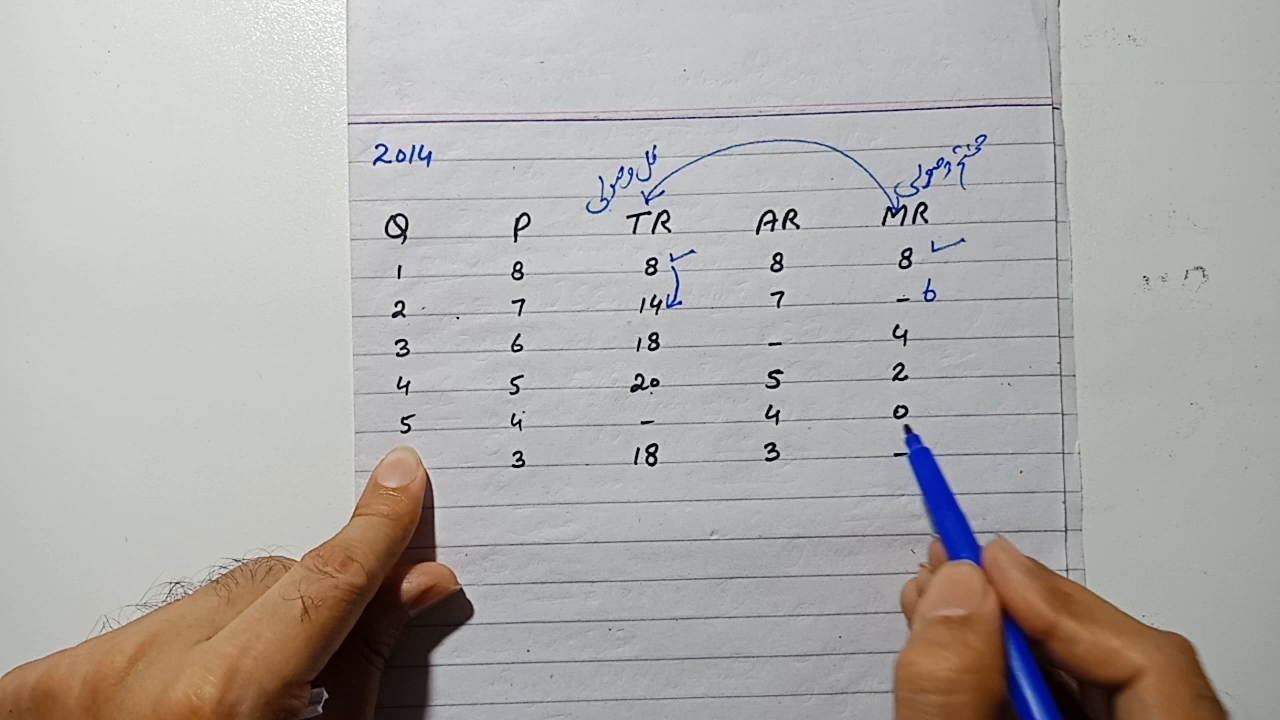 2014
کل وصولی
مختتم وصولی
Q P TR AR MR
1 8 8 ✓ 8 8 ✓
2 7 14 7 - 6
3 6 18 - 4
4 5 20 5 2
5 4 - 4 0
3 18 3 -